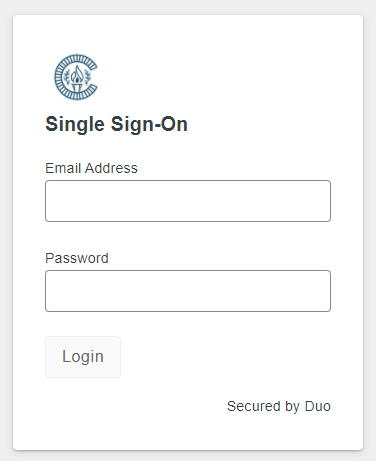 Single Sign-On
Email Address
Password
Login
Secured by Duo